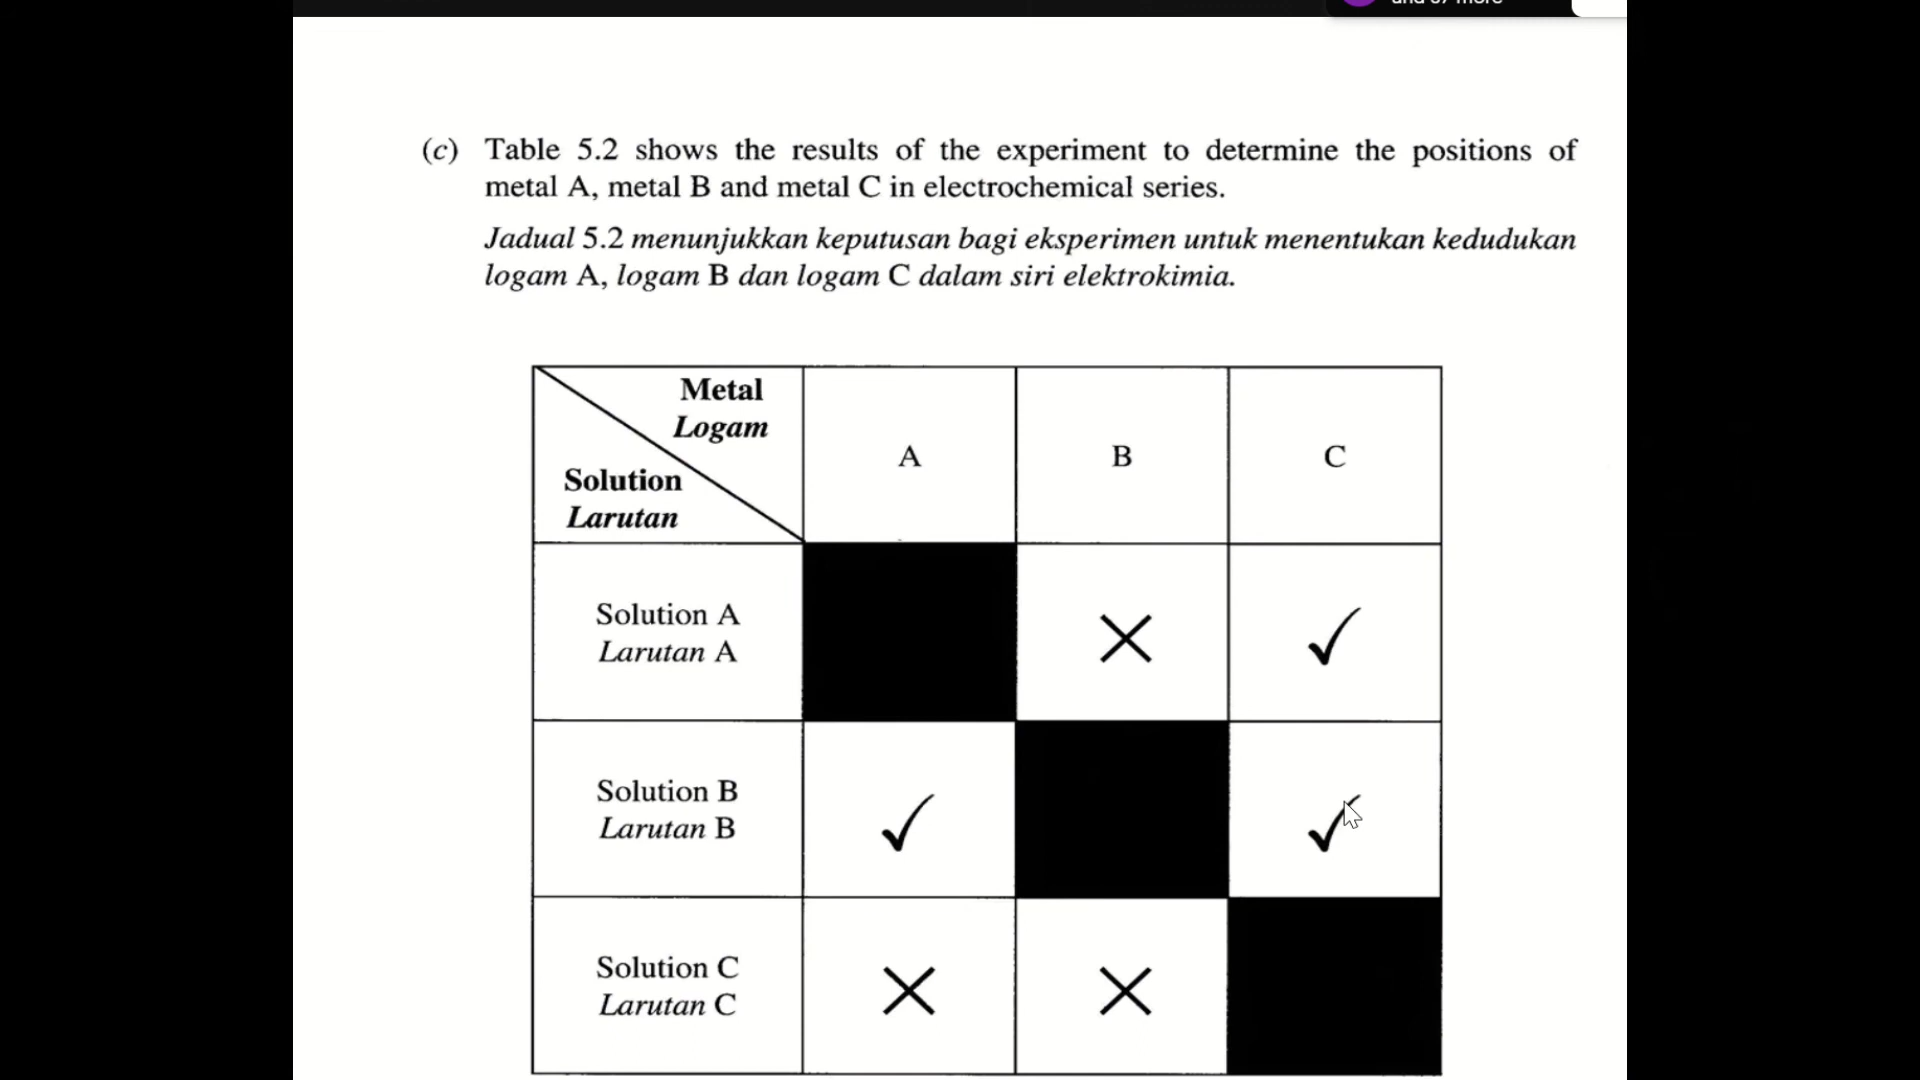 (c) Table 5.2 shows the results of the experiment to determine the positions of
metal A, metal B and metal C in electrochemical series.
Jadual 5.2 menunjukkan keputusan bagi eksperimen untuk menentukan kedudukan
logam A, logam B dan logam C dalam siri elektrokimia.
Metal
Logam
Solution
Larutan
A
B
C
Solution A
Larutan A
Solution B
Larutan B
Solution C
Larutan C